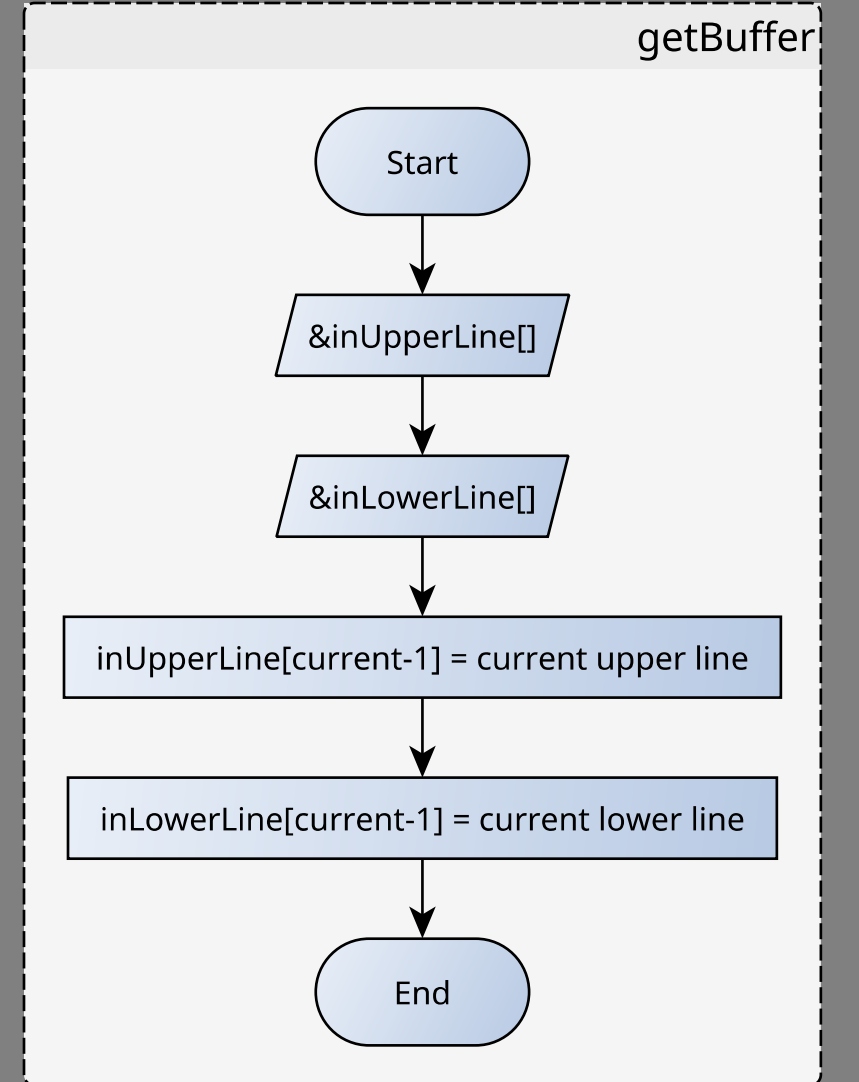 getBuffer
Start
&inUpperLine[]
&inLowerLine[]
inUpperLine[current-1] = current upper line
inLowerLine[current-1] = current lower line
End